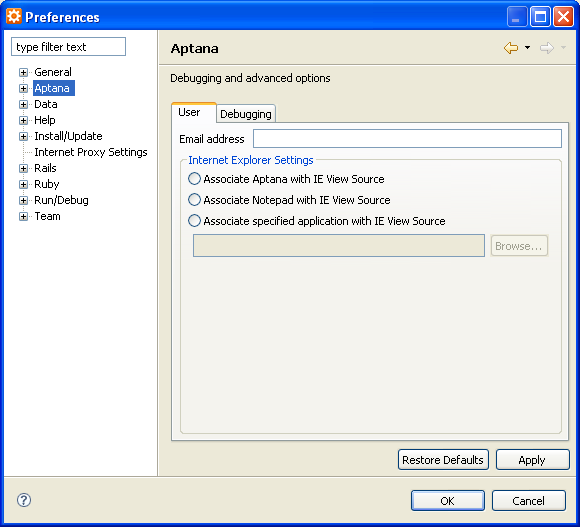 Preferences
type filter text
General
Aptana
Data
Help
Install/Update
Internet Proxy Settings
Rails
Ruby
Run/Debug
Team
Aptana
Debugging and advanced options
User
Debugging
Email address
Internet Explorer Settings
Associate Aptana with IE View Source
Associate Notepad with IE View Source
Associate specified application with IE View Source
Browse...
Restore Defaults
Apply
?
OK
Cancel